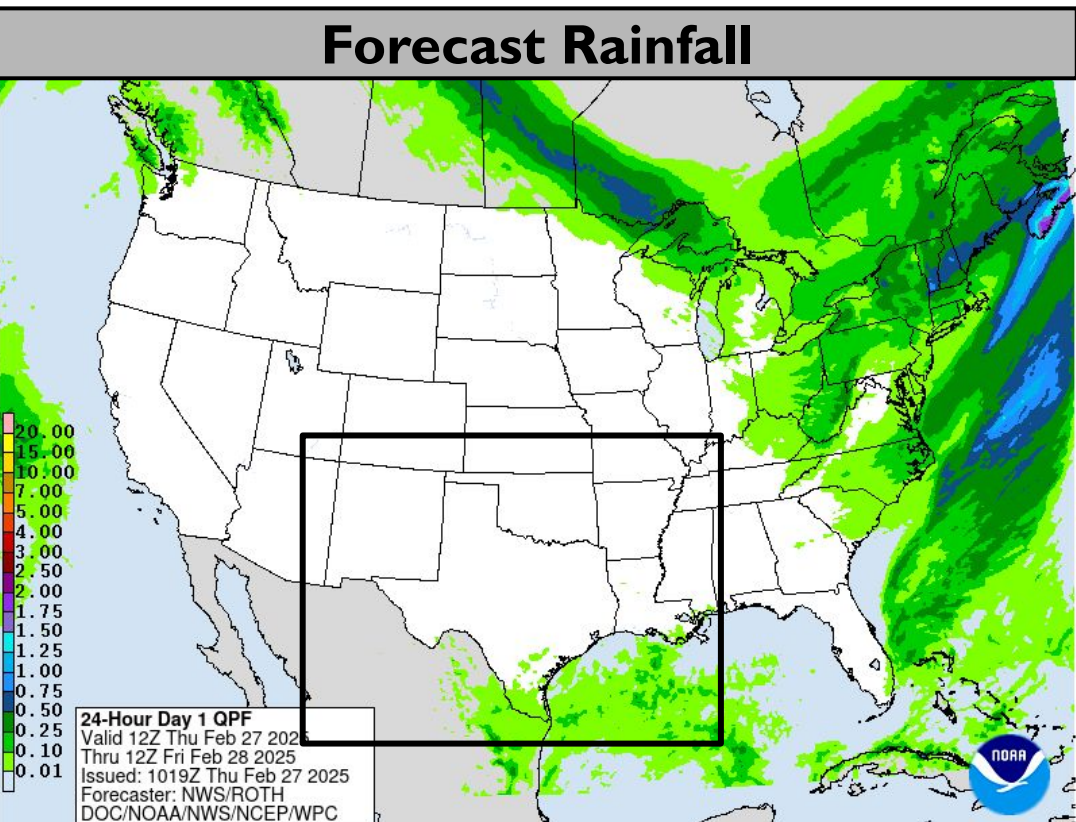 Forecast Rainfall
20.00
15.00
10.00
7.00
5.00
4.00
3.00
2.50
2.00
1.75
1.50
1.25
1.00
0.75
0.50
0.25
0.10
0.01
24-Hour Day 1 QPF
Valid 12Z Thu Feb 27 2025
Thru 12Z Fri Feb 28 2025
Issued: 1019Z Thu Feb 27 2025
Forecaster: NWS/ROTH
DOC/NOAA/NWS/NCEP/WPC
NOAA